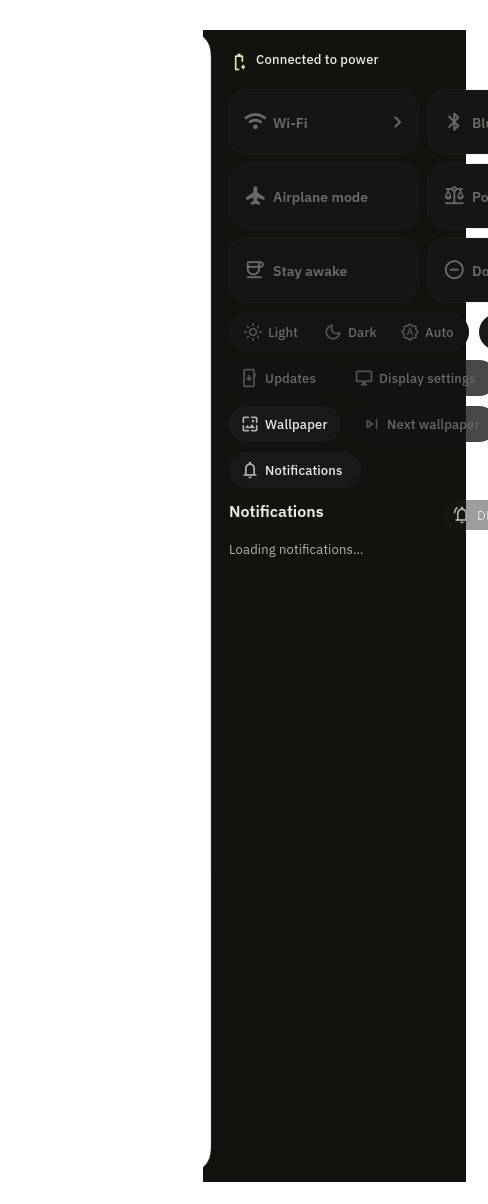 Connected to power
Wi-Fi
Airplane mode
Stay awake
Light Dark Auto
Updates Display settings
Wallpaper Next wallpaper
Notifications
Notifications
Loading notifications...